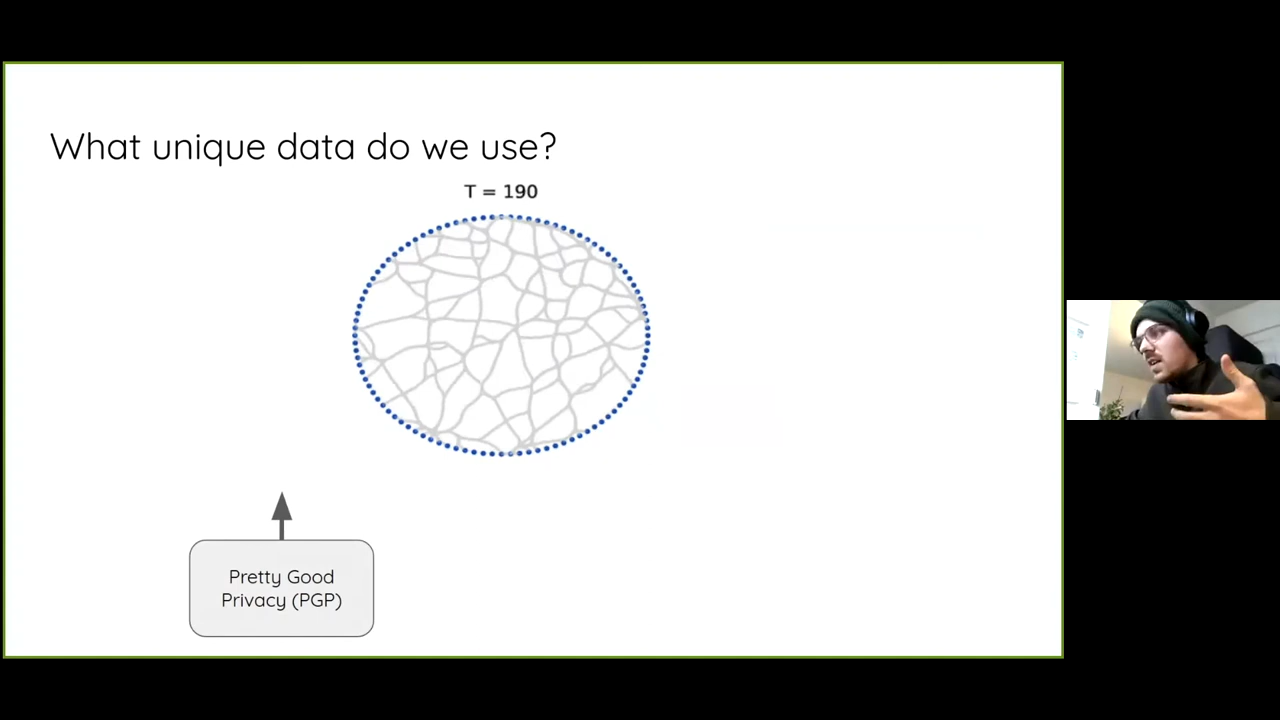 What unique data do we use?
T = 190
Pretty Good
Privacy (PGP)